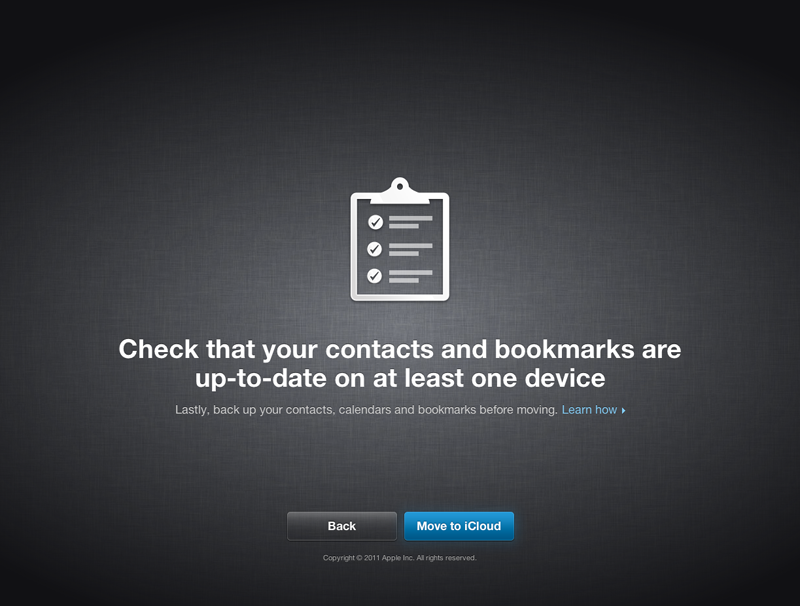 Check that your contacts and bookmarks are
up-to-date on at least one device
Lastly, back up your contacts, calendars and bookmarks before moving. Learn how
Back
Move to iCloud
Copyright © 2011 Apple Inc. All rights reserved.